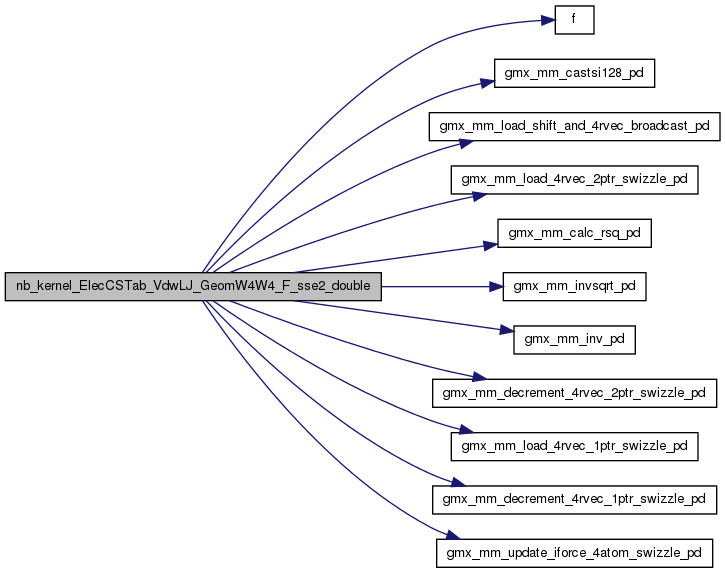 f
gmx_mm_castsi128_pd
gmx_mm_load_shift_and_4rvec_broadcast_pd
gmx_mm_load_4rvec_2ptr_swizzle_pd
gmx_mm_calc_rsq_pd
nb_kernel_ElecCSTab_VdwLJ_GeomW4W4_F_sse2_double
gmx_mm_invsqrt_pd
gmx_mm_inv_pd
gmx_mm_decrement_4rvec_2ptr_swizzle_pd
gmx_mm_load_4rvec_1ptr_swizzle_pd
gmx_mm_decrement_4rvec_1ptr_swizzle_pd
gmx_mm_update_iforce_4atom_swizzle_pd